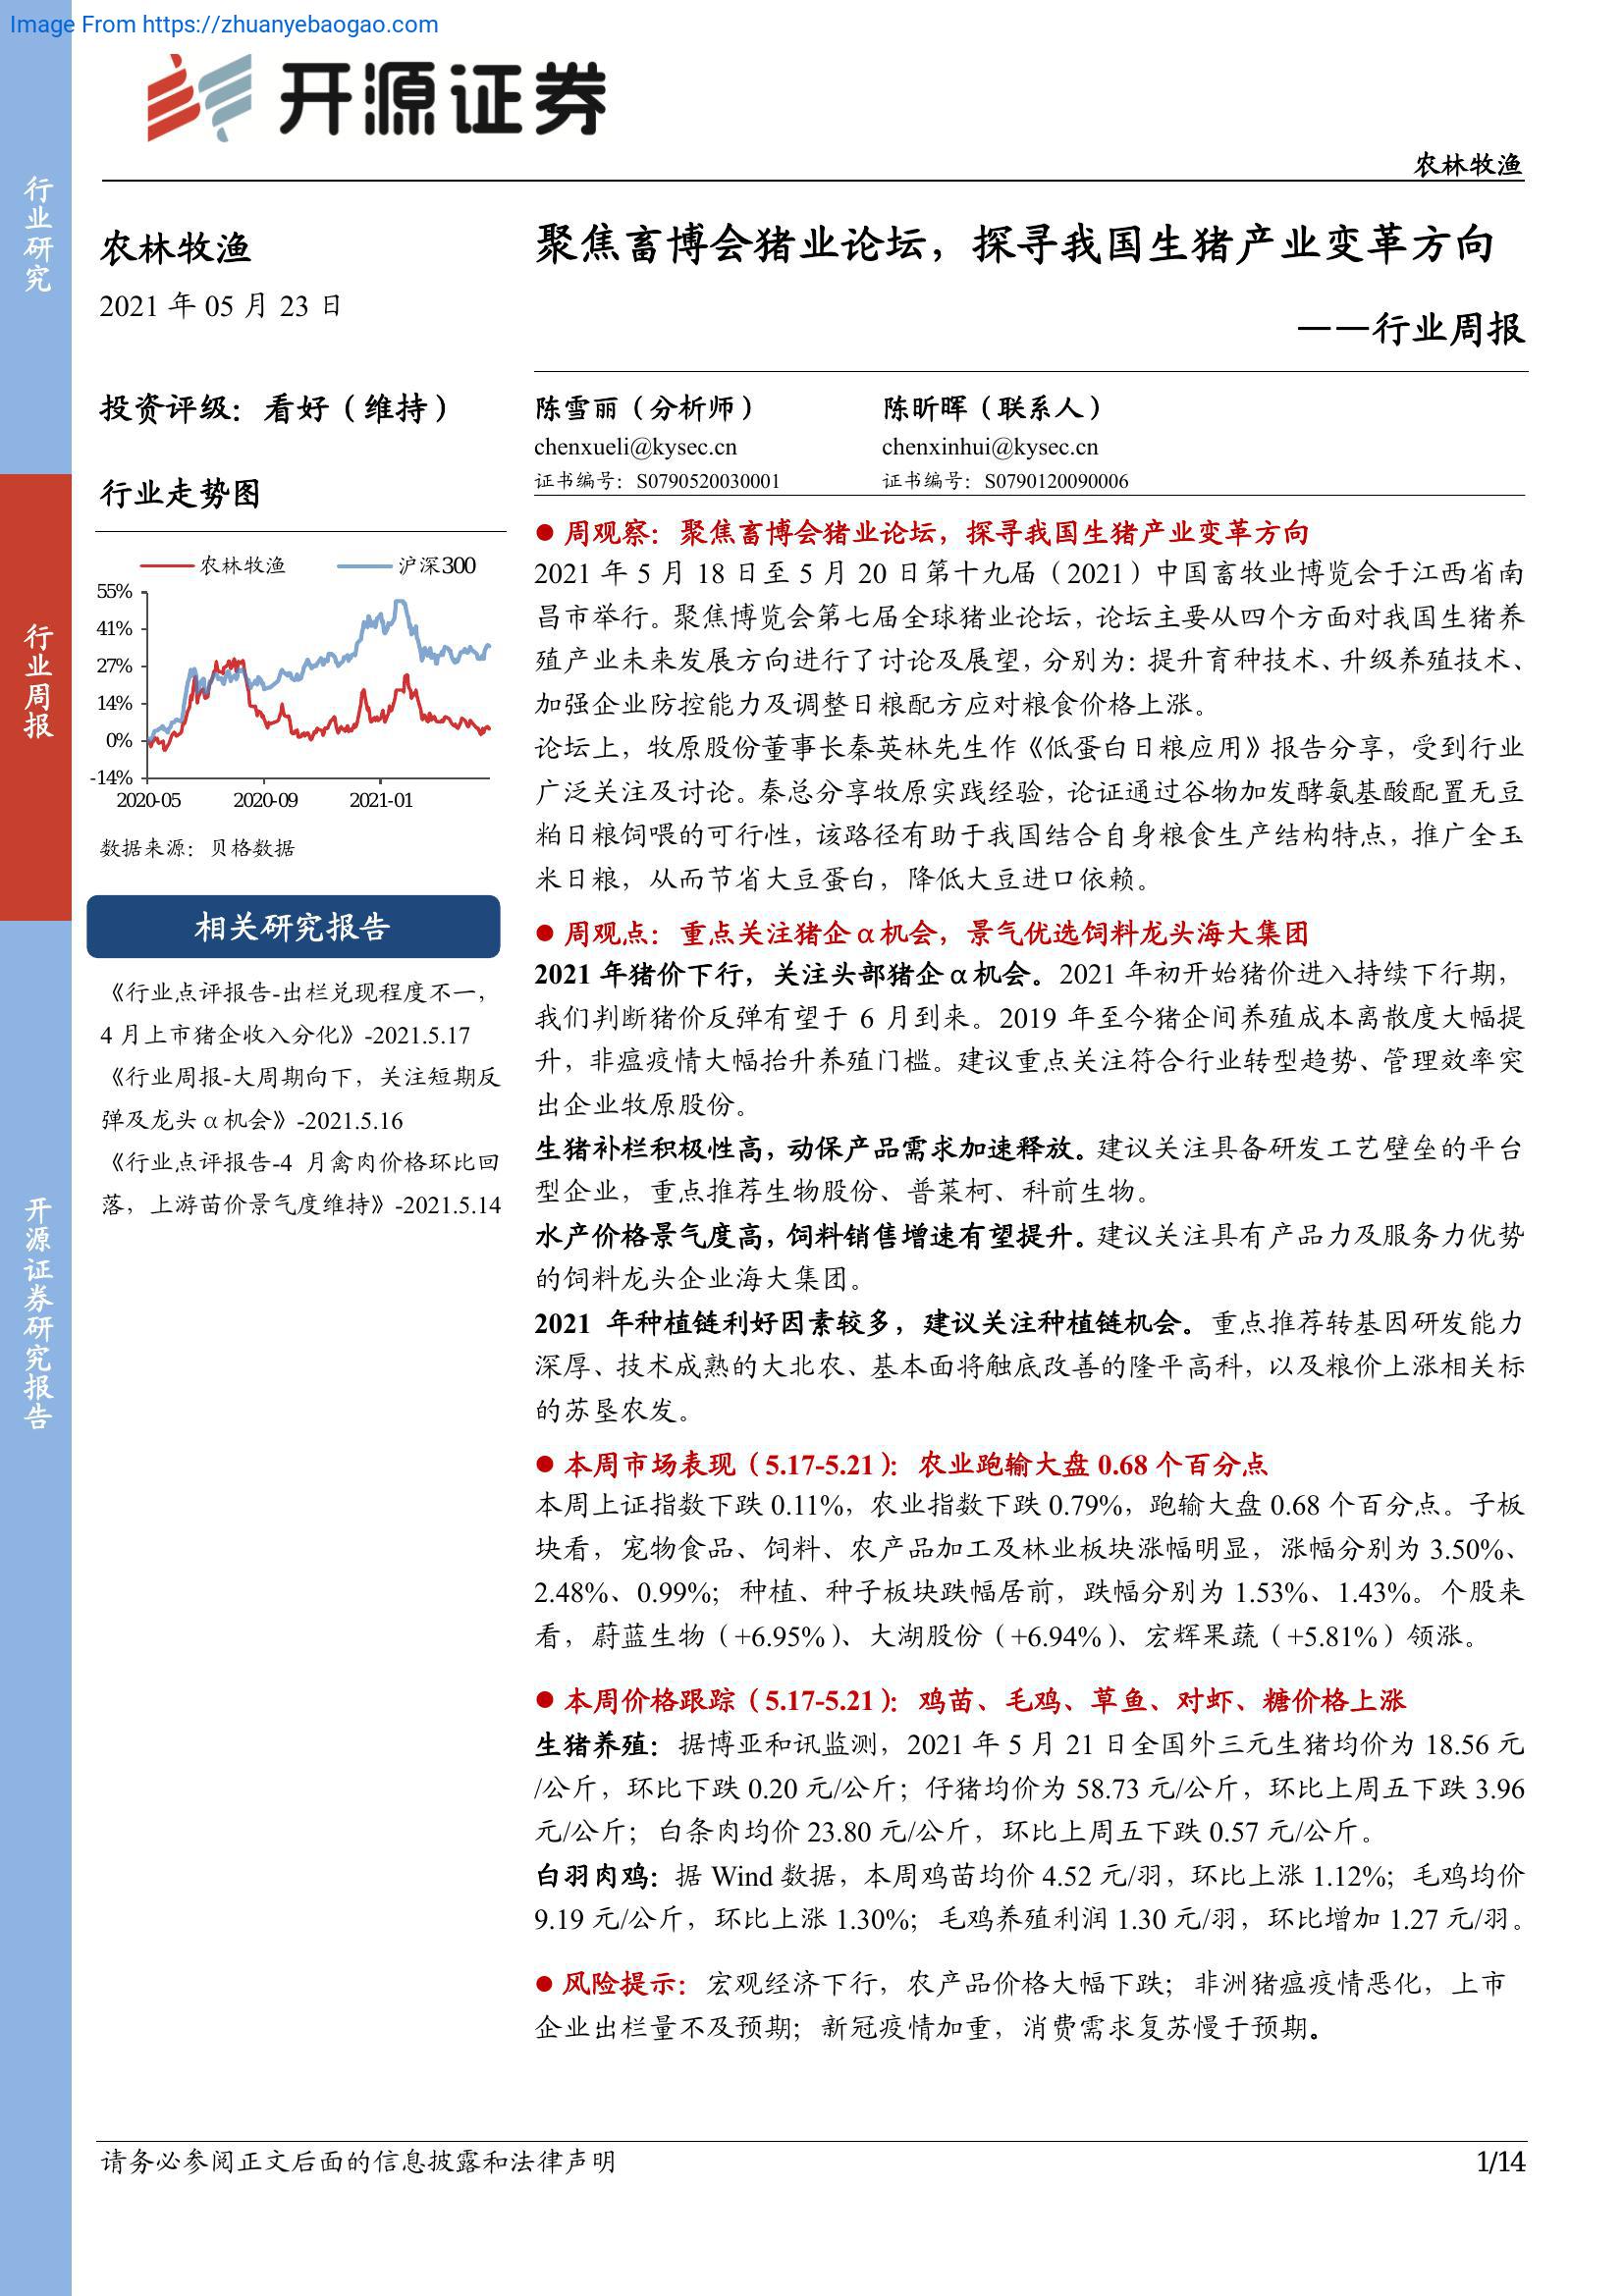 Image From https://zhuanyebaogao.com
开源证券
农林牧渔
行业研究
行业周报
开源证券研究报告
农林牧渔
2021 年 05 月 23 日
投资评级：看好（维持）
行业走势图
农林牧渔 沪深300
55%
41%
27%
14%
0%
-14%
2020-05 2020-09 2021-01
数据来源：贝格数据
相关研究报告
《行业点评报告-出栏兑现程度不一，
4 月上市猪企收入分化》-2021.5.17
《行业周报-大周期向下，关注短期反
弹及龙头 α 机会》-2021.5.16
《行业点评报告-4 月禽肉价格环比回
落，上游苗价景气度维持》-2021.5.14
聚焦畜博会猪业论坛，探寻我国生猪产业变革方向
——行业周报
陈雪丽（分析师） 陈昕晖（联系人）
chenxueli@kysec.cn chenxinhui@kysec.cn
证书编号：S0790520030001 证书编号：S0790120090006
● 周观察：聚焦畜博会猪业论坛，探寻我国生猪产业变革方向
2021 年 5 月 18 日至 5 月 20 日第十九届（2021）中国畜牧业博览会于江西省南
昌市举行。聚焦博览会第七届全球猪业论坛，论坛主要从四个方面对我国生猪养
殖产业未来发展方向进行了讨论及展望，分别为：提升育种技术、升级养殖技术、
加强企业防控能力及调整日粮配方应对粮食价格上涨。
论坛上，牧原股份董事长秦英林先生作《低蛋白日粮应用》报告分享，受到行业
广泛关注及讨论。秦总分享牧原实践经验，论证通过谷物加发酵氨基酸配置无豆
粕日粮饲喂的可行性，该路径有助于我国结合自身粮食生产结构特点，推广全玉
米日粮，从而节省大豆蛋白，降低大豆进口依赖。
● 周观点：重点关注猪企 α 机会，景气优选饲料龙头海大集团
2021 年猪价下行，关注头部猪企 α 机会。2021 年初开始猪价进入持续下行期，
我们判断猪价反弹有望于 6 月到来。2019 年至今猪企间养殖成本离散度大幅提
升，非瘟疫情大幅抬升养殖门槛。建议重点关注符合行业转型趋势、管理效率突
出企业牧原股份。
生猪补栏积极性高，动保产品需求加速释放。建议关注具备研发工艺壁垒的平台
型企业，重点推荐生物股份、普莱柯、科前生物。
水产价格景气度高，饲料销售增速有望提升。建议关注具有产品力及服务力优势
的饲料龙头企业海大集团。
2021 年种植链利好因素较多，建议关注种植链机会。重点推荐转基因研发能力
深厚、技术成熟的大北农、基本面将触底改善的隆平高科，以及粮价上涨相关标
的苏垦农发。
● 本周市场表现（5.17-5.21）：农业跑输大盘 0.68 个百分点
本周上证指数下跌 0.11%，农业指数下跌 0.79%，跑输大盘 0.68 个百分点。子板
块看，宠物食品、饲料、农产品加工及林业板块涨幅明显，涨幅分别为 3.50%、
2.48%、0.99%；种植、种子板块跌幅居前，跌幅分别为 1.53%、1.43%。个股来
看，蔚蓝生物（+6.95%）、大湖股份（+6.94%）、宏辉果蔬（+5.81%）领涨。
● 本周价格跟踪（5.17-5.21）：鸡苗、毛鸡、草鱼、对虾、糖价格上涨
生猪养殖：据博亚和讯监测，2021 年 5 月 21 日全国外三元生猪均价为 18.56 元
/公斤，环比下跌 0.20 元/公斤；仔猪均价为 58.73 元/公斤，环比上周五下跌 3.96
元/公斤；白条肉均价 23.80 元/公斤，环比上周五下跌 0.57 元/公斤。
白羽肉鸡：据 Wind 数据，本周鸡苗均价 4.52 元/羽，环比上涨 1.12%；毛鸡均价
9.19 元/公斤，环比上涨 1.30%；毛鸡养殖利润 1.30 元/羽，环比增加 1.27 元/羽。
● 风险提示：宏观经济下行，农产品价格大幅下跌；非洲猪瘟疫情恶化，上市
企业出栏量不及预期；新冠疫情加重，消费需求复苏慢于预期。
请务必参阅正文后面的信息披露和法律声明
1/14